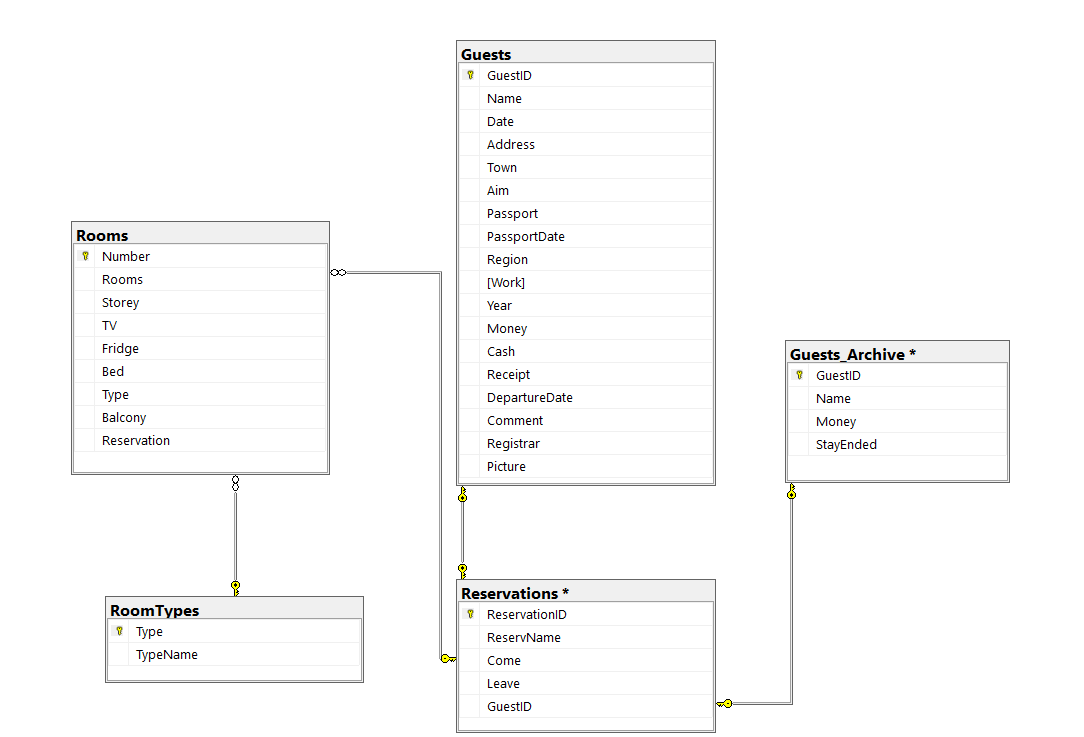 Guests
GuestID
Name
Date
Address
Town
Aim
Passport
PassportDate
Region
[Work]
Year
Money
Cash
Receipt
DepartureDate
Comment
Registrar
Picture
Rooms
Number
Rooms
Storey
TV
Fridge
Bed
Type
Balcony
Reservation
Guests_Archive *
GuestID
Name
Money
StayEnded
RoomTypes
Type
TypeName
Reservations *
ReservationID
ReservName
Come
Leave
GuestID